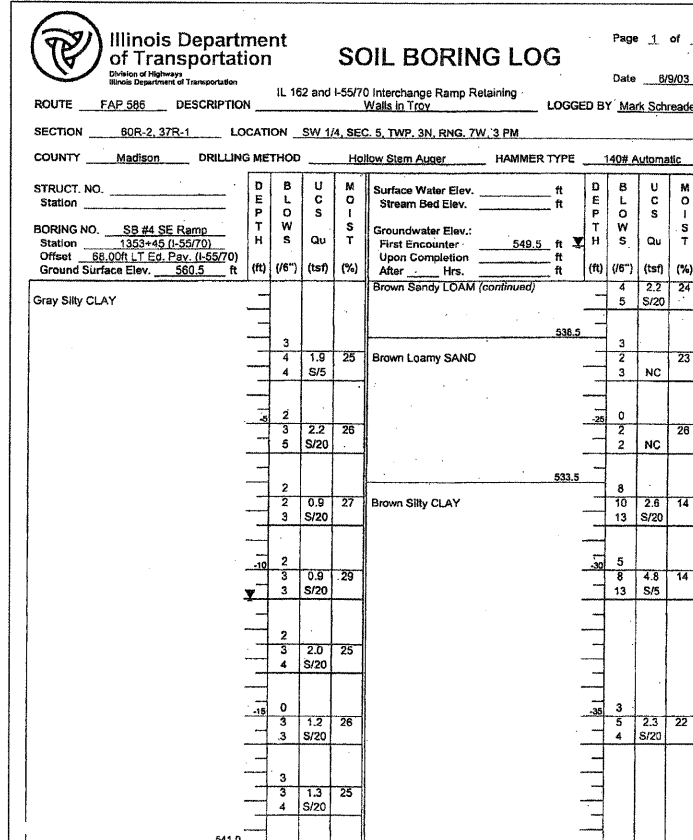 Illinois Department
of Transportation
Division of Highways
Illinois Department of Transportation
SOIL BORING LOG
Page 1 of
Date 6/9/03
ROUTE FAP 586 DESCRIPTION IL 162 and I-55/70 Interchange Ramp Retaining
Walls in Troy LOGGED BY Mark Schreade
SECTION 60R-2, 37R-1 LOCATION SW 1/4, SEC. 5, TWP. 3N, RNG. 7W, 3 PM
COUNTY Madison DRILLING METHOD Hollow Stem Auger HAMMER TYPE 140# Automatic
STRUCT. NO.
Station
BORING NO. SB #4 SE Ramp
Station 1353+45 (I-55/70)
Offset 68.00ft LT Ed. Pav. (I-55/70)
Ground Surface Elev. 560.5 ft
DEPTH (ft) BLOWS (/6") UCS Qu (tsf) MOIST (%)
Surface Water Elev. ft
Stream Bed Elev. ft
Groundwater Elev.:
First Encounter 549.5 ft
Upon Completion ft
After Hrs. ft
DEPTH (ft) BLOWS (/6") UCS Qu (tsf) MOIST (%)
Gray Silty CLAY
3
4 1.9 25
4 S/5
-5 2
3 2.2 26
5 S/20
2
2 0.9 27
3 S/20
-10 2
3 0.9 29
3 S/20
2
3 2.0 25
4 S/20
-15 0
3 1.2 26
3 S/20
3
3 1.3 25
4 S/20
541.0
Brown Sandy LOAM (continued) 4 2.2 24
5 S/20
538.5
3
Brown Loamy SAND 2 23
3 NC
-25 0
2 26
2 NC
533.5
8
Brown Silty CLAY 10 2.6 14
13 S/20
-30 5
8 4.8 14
13 S/5
-35 3
5 2.3 22
4 S/20